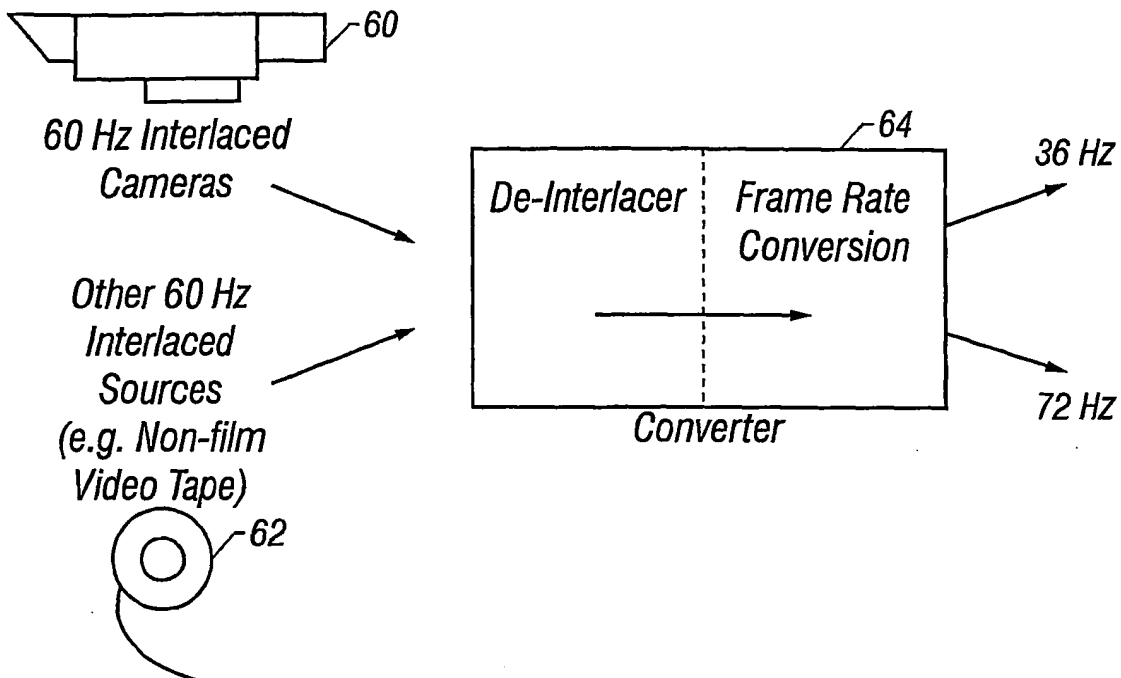 60
60 Hz Interlaced
Cameras
Other 60 Hz
Interlaced
Sources
(e.g. Non-film
Video Tape)
62
64
De-Interlacer
Frame Rate
Conversion
Converter
36 Hz
72 Hz